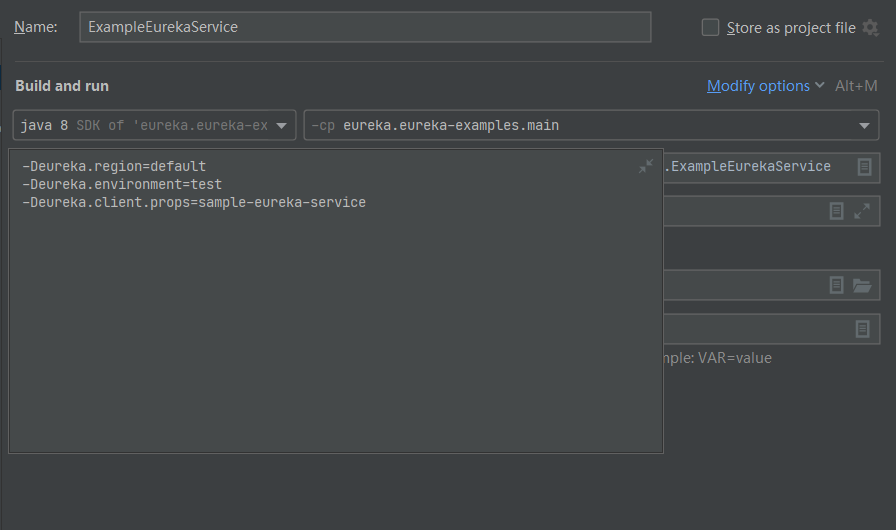 Name:
ExampleEurekaService
Store as project file
Build and run
Modify options
Alt+M
java 8 SDK of 'eureka.eureka-ex
-cp eureka.eureka-examples.main
-Deureka.region=default
.ExampleEurekaService
-Deureka.environment=test
-Deureka.client.props=sample-eureka-service
VAR=value